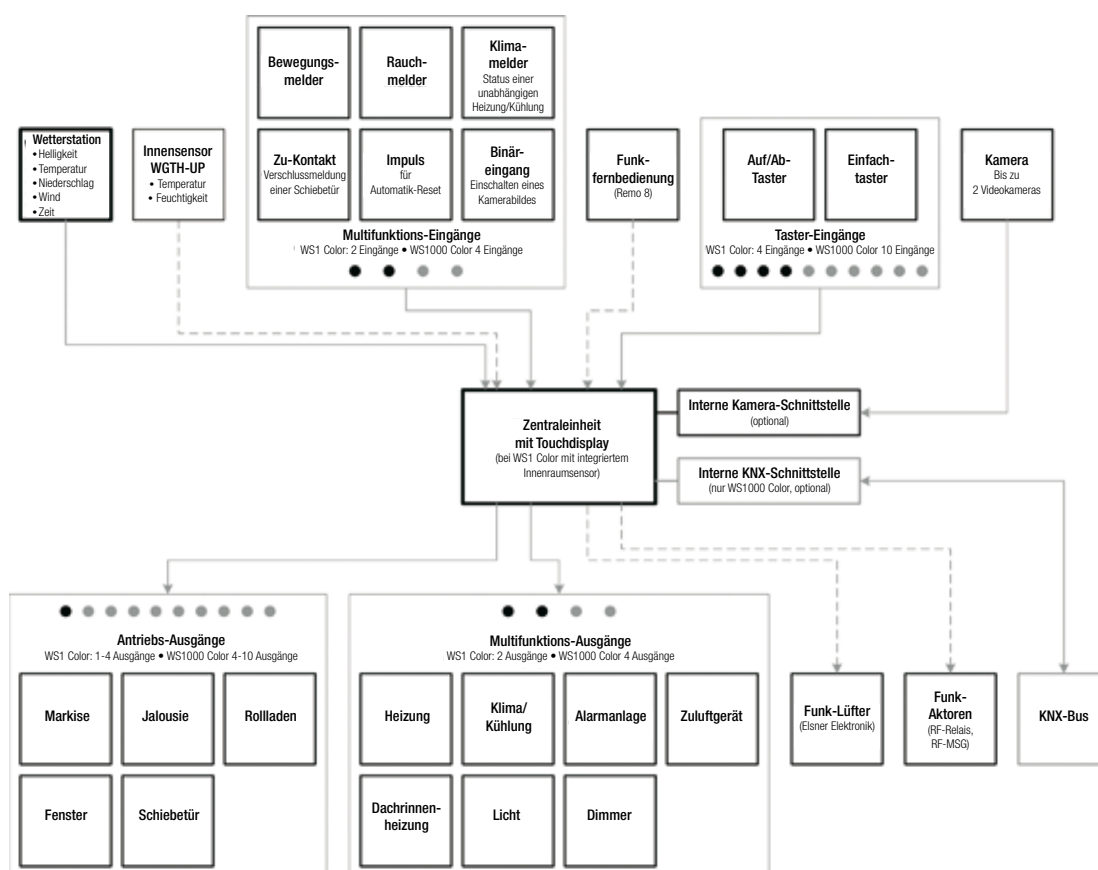 Bewegungs-
melder
Rauch-
melder
Klima-
melder
Status einer
unabhängigen
Heizung/Kühlung
Wetterstation
• Helligkeit
• Temperatur
• Niederschlag
• Wind
• Zeit
Innensensor
WGTH-UP
• Temperatur
• Feuchtigkeit
Zu-Kontakt
Verschlussmeldung
einer Schiebetür
Impuls
für
Automatik-Reset
Binär-
eingang
Einschalten eines
Kamerabildes
Multifunktions-Eingänge
WS1 Color: 2 Eingänge • WS1000 Color 4 Eingänge
Funk-
fernbedienung
(Remo 8)
Auf/Ab-
Taster
Einfach-
taster
Taster-Eingänge
WS1 Color: 4 Eingänge • WS1000 Color 10 Eingänge
Kamera
Bis zu
2 Videokameras
Zentraleinheit
mit Touchdisplay
(bei WS1 Color mit integriertem
Innenraumsensor)
Interne Kamera-Schnittstelle
(optional)
Interne KNX-Schnittstelle
(nur WS1000 Color, optional)
Antriebs-Ausgänge
WS1 Color: 1-4 Ausgänge • WS1000 Color 4-10 Ausgänge
Markise
Jalousie
Rollladen
Fenster
Schiebetür
Multifunktions-Ausgänge
WS1 Color: 2 Ausgänge • WS1000 Color 4 Ausgänge
Heizung
Klima/
Kühlung
Alarmanlage
Zuluftgerät
Dachrinnen-
heizung
Licht
Dimmer
Funk-Lüfter
(Elsner Elektronik)
Funk-
Aktoren
(RF-Relais,
RF-MSG)
KNX-Bus